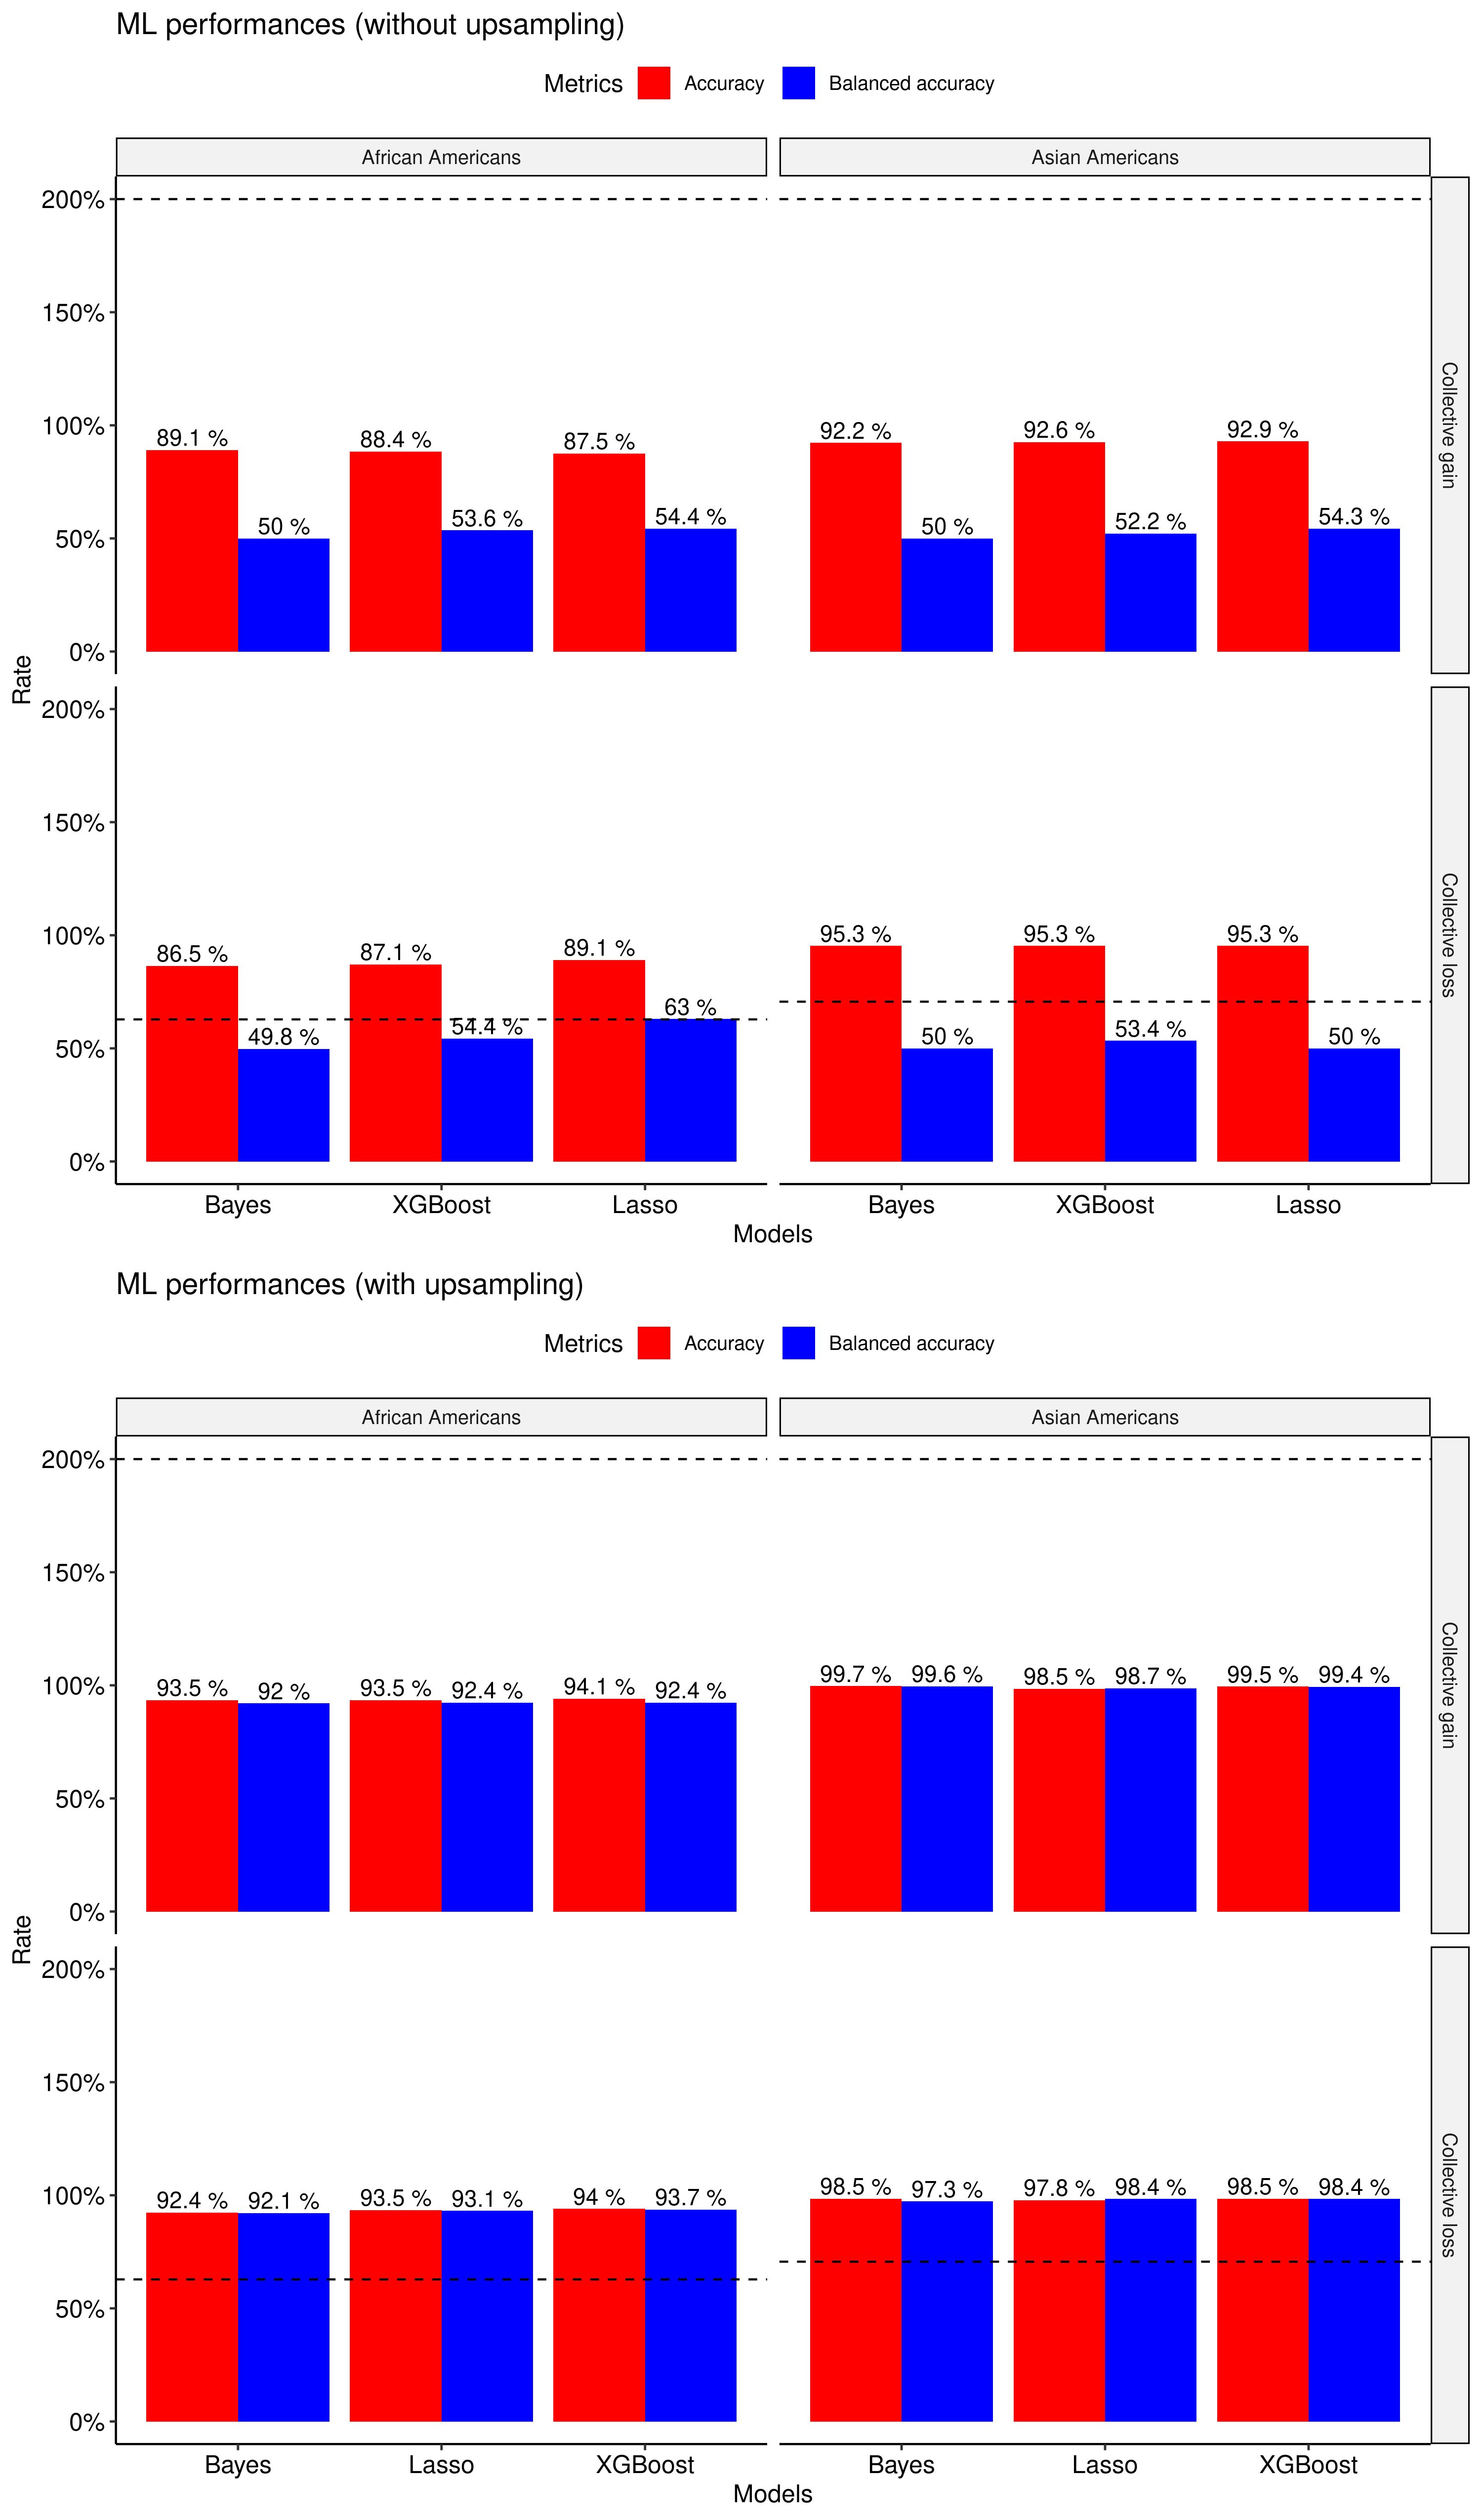 ML performances (without upsampling)
Metrics Accuracy Balanced accuracy
African Americans Asian Americans
200%
150%
100%
50%
0%
89.1 % 50 % 88.4 % 53.6 % 87.5 % 54.4 %
92.2 % 50 % 92.6 % 52.2 % 92.9 % 54.3 %
Collective gain
Rate
200%
150%
100%
50%
0%
86.5 % 49.8 % 87.1 % 54.4 % 89.1 % 63 %
95.3 % 50 % 95.3 % 53.4 % 95.3 % 50 %
Collective loss
Bayes XGBoost Lasso Bayes XGBoost Lasso
Models
ML performances (with upsampling)
Metrics Accuracy Balanced accuracy
African Americans Asian Americans
200%
150%
100%
50%
0%
93.5 % 92 % 93.5 % 92.4 % 94.1 % 92.4 %
99.7 % 99.6 % 98.5 % 98.7 % 99.5 % 99.4 %
Collective gain
Rate
200%
150%
100%
50%
0%
92.4 % 92.1 % 93.5 % 93.1 % 94 % 93.7 %
98.5 % 97.3 % 97.8 % 98.4 % 98.5 % 98.4 %
Collective loss
Bayes Lasso XGBoost Bayes Lasso XGBoost
Models